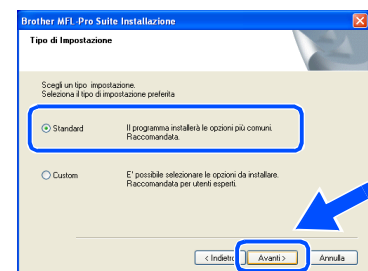 Brother MFL-Pro Suite Installazione
Tipo di Impostazione
Scegli un tipo impostazione.
Seleziona il tipo di impostazione preferita
Standard
Il programma installerà le opzioni più comuni.
Raccomandata.
Custom
E' possibile selezionare le opzioni da installare.
Raccomandata per utenti esperti.
< Indietro Avanti > Annulla